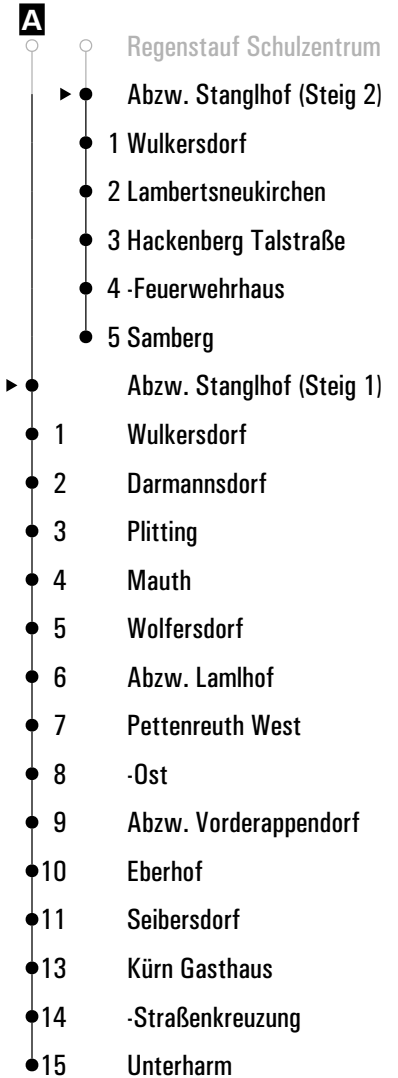 A
Regenstauf Schulzentrum
Abzw. Stanglhof (Steig 2)
1 Wulkersdorf
2 Lambertsneukirchen
3 Hackenberg Talstraße
4 -Feuerwehrhaus
5 Samberg
Abzw. Stanglhof (Steig 1)
1 Wulkersdorf
2 Darmannsdorf
3 Plitting
4 Mauth
5 Wolfersdorf
6 Abzw. Lamlhof
7 Pettenreuth West
8 -Ost
9 Abzw. Vorderappendorf
10 Eberhof
11 Seibersdorf
13 Kürn Gasthaus
14 -Straßenkreuzung
15 Unterharm